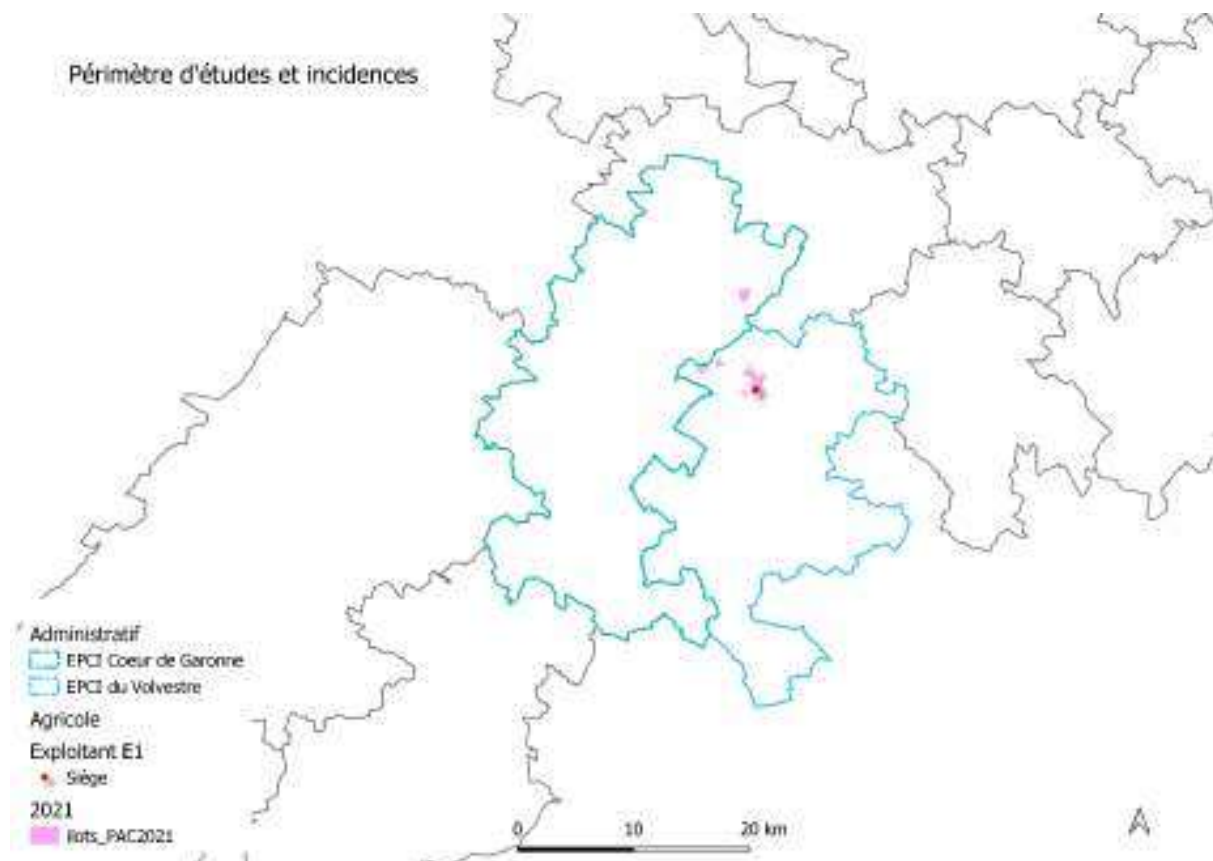 Périmètre d'études et incidences
Administratif
EPCI Coeur de Garonne
EPCI du Volvestre
Agricole
Exploitant E1
Siège
2021
Ilots_PAC2021
0 10 20 km